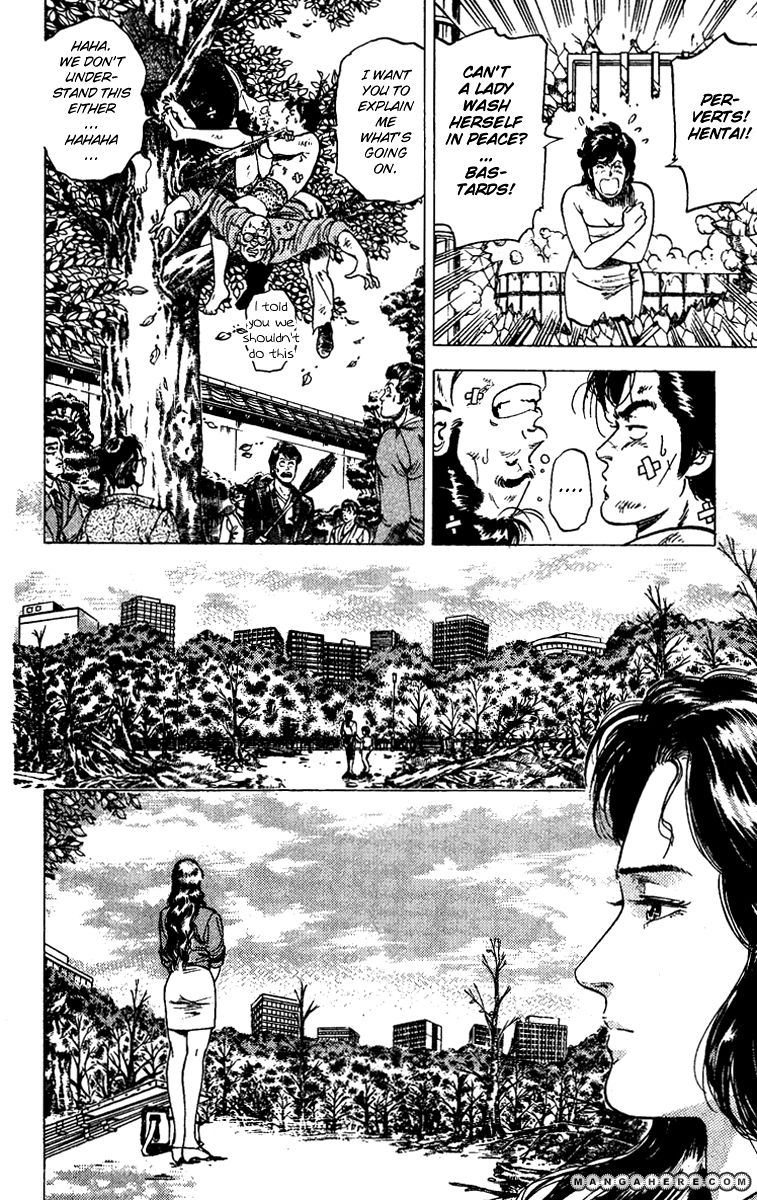 PER-
VERTS!
HENTAI!
CAN'T
A LADY
WASH
HERSELF
IN PEACE?
...
BAS-
TARDS!
I WANT
YOU TO
EXPLAIN
ME
WHAT'S
GOING
ON.
HAHA.
WE DON'T
UNDER-
STAND THIS
EITHER
...
HAHAHA
...
I told
you we
shouldn't
do this
....
MANGAHERE.COM